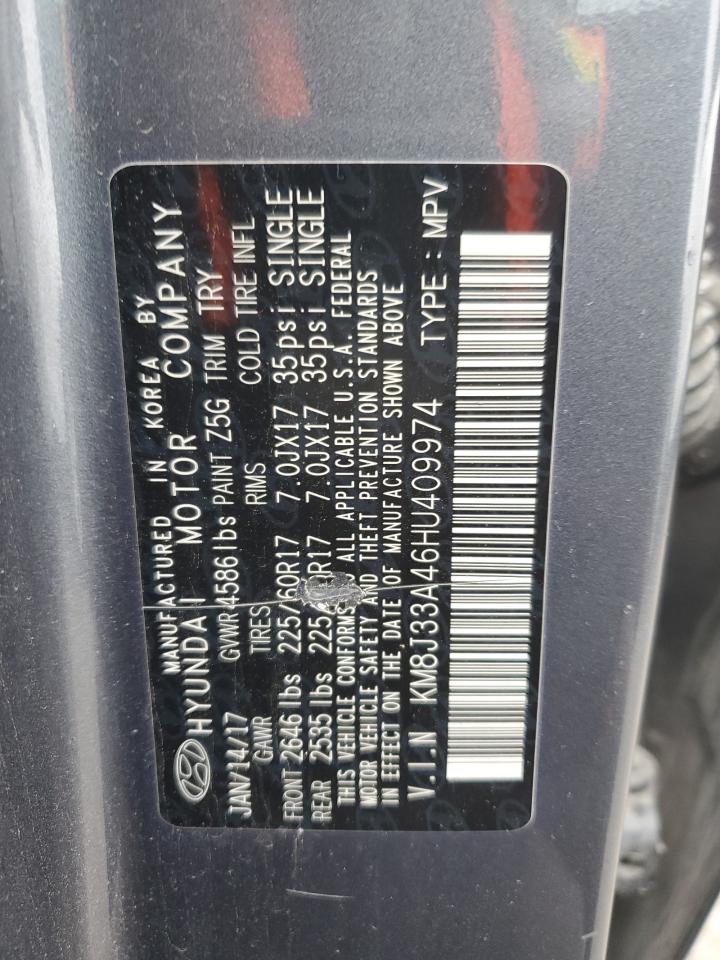 MANUFACTURED IN KOREA BY
HYUNDAI MOTOR COMPANY
JAN/14/17 GVWR 4586 lbs PAINT Z5G TRIM TRY
GAWR TIRES RIMS COLD TIRE INFL
FRONT 2646 lbs 225/60R17 7.0JX17 35psi SINGLE
REAR 2535 lbs 7.0JX17 35psi SINGLE
THIS VEHICLE CONFORMS ALL APPLICABLE U.S.A. FEDERAL
MOTOR VEHICLE SAFETY AND THEFT PREVENTION STANDARDS
IN EFFECT ON THE DATE OF MANUFACTURE SHOWN ABOVE
V.I.N KM8J33A46HU409974 TYPE : MPV